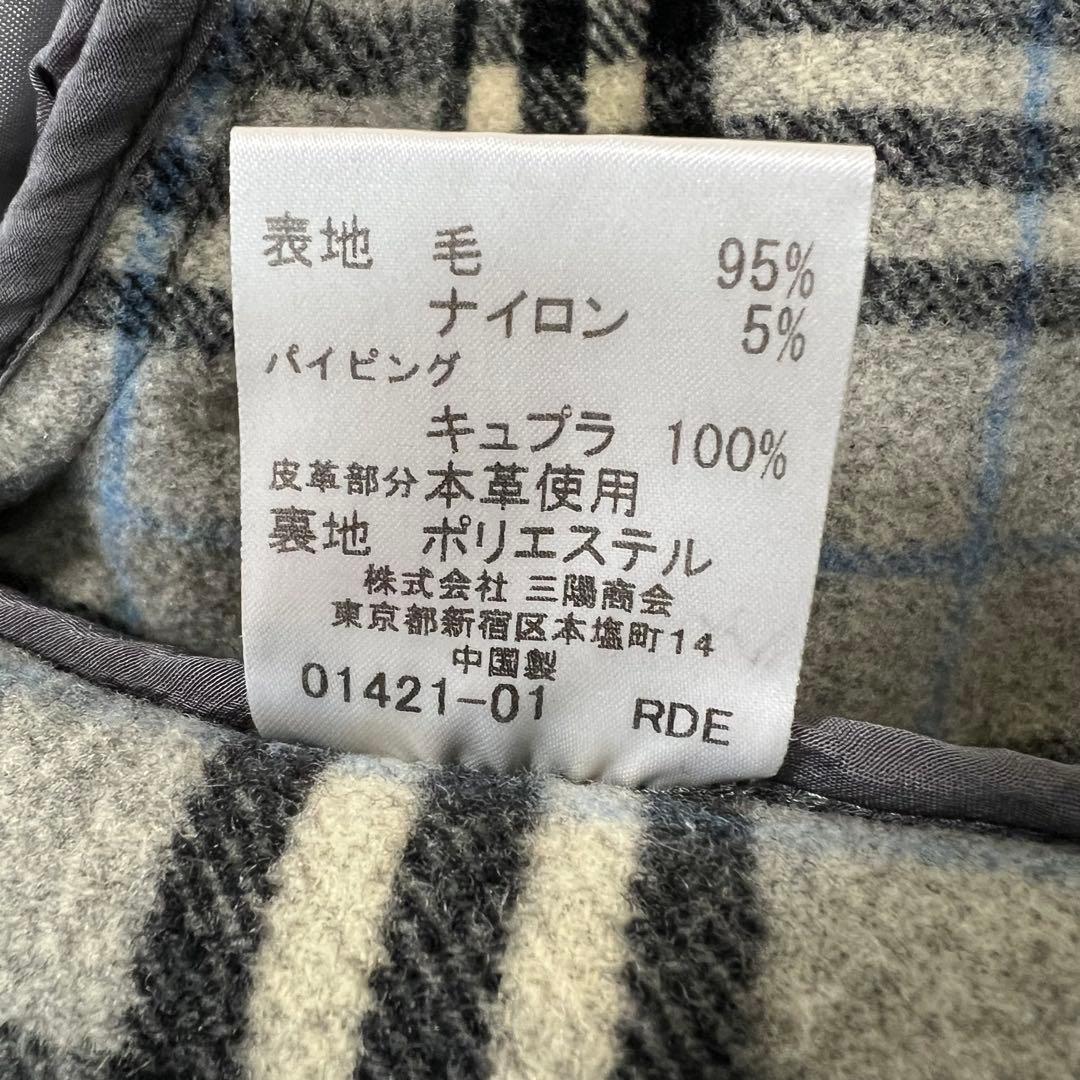 表地 毛 95%
ナイロン 5%
パイピング
キュプラ 100%
皮革部分 本革使用
裏地 ポリエステル
株式会社 三陽商会
東京都新宿区本塩町14
中国製
01421-01 RDE